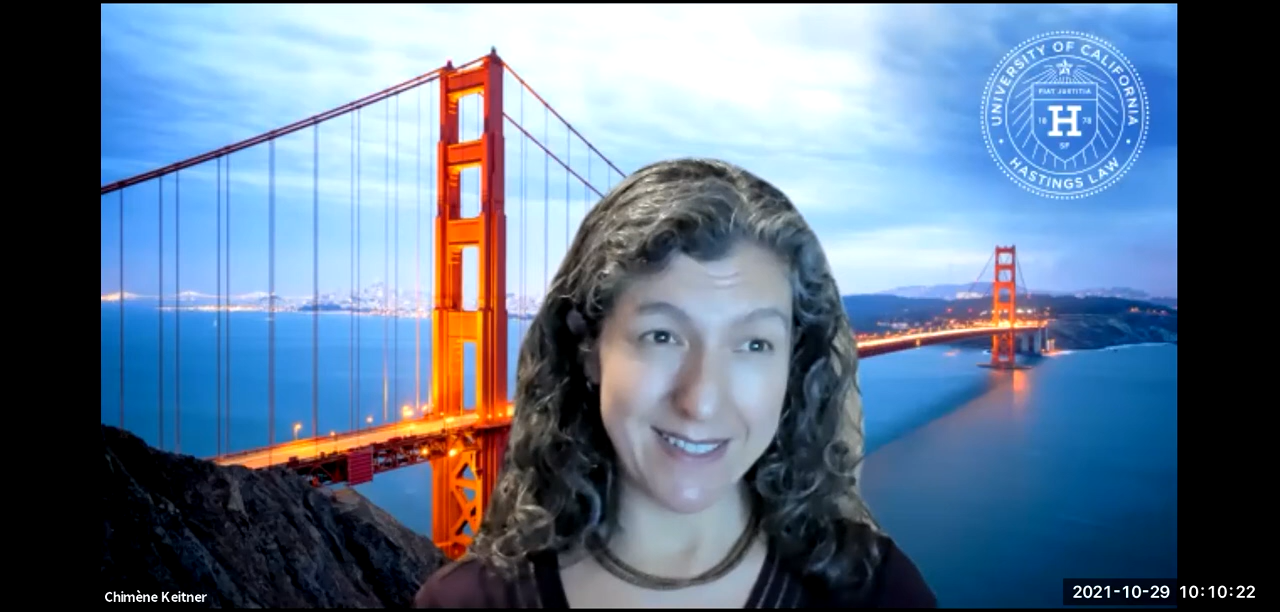 UNIVERSITY OF CALIFORNIA
FIAT JUSTITIA
18 H 78
SF
HASTINGS LAW
Chimène Keitner
2021-10-29 10:10:22